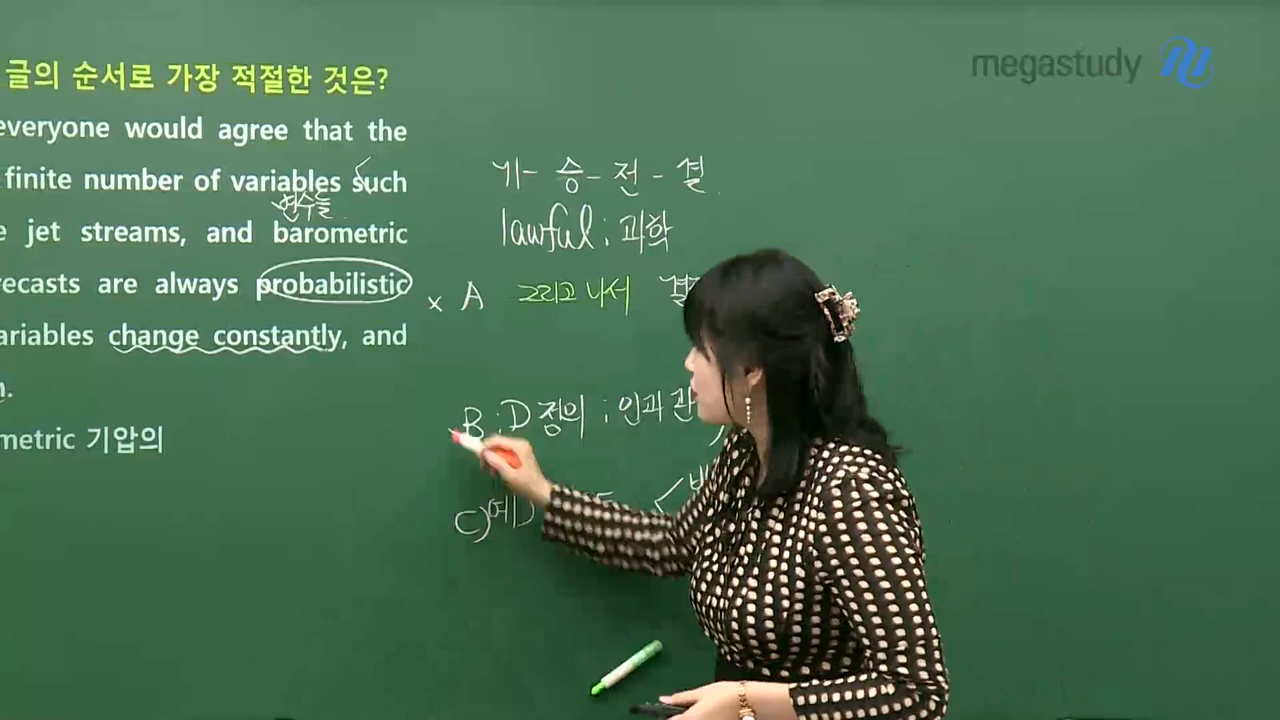 megastudy
글의 순서로 가장 적절한 것은?
everyone would agree that the
finite number of variables such
변수들
e jet streams, and barometric
recasts are always probabilistic
ariables change constantly, and
metric 기압의
기-승-전-결
lawful : 과학
x A 그리고 나서
B : D 정의 ; 인과 관
C) 예)